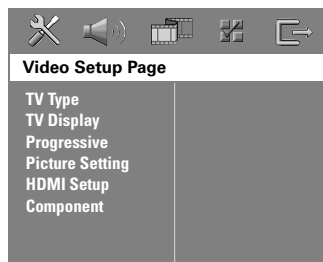 Video Setup Page
TV Type
TV Display
Progressive
Picture Setting
HDMI Setup
Component